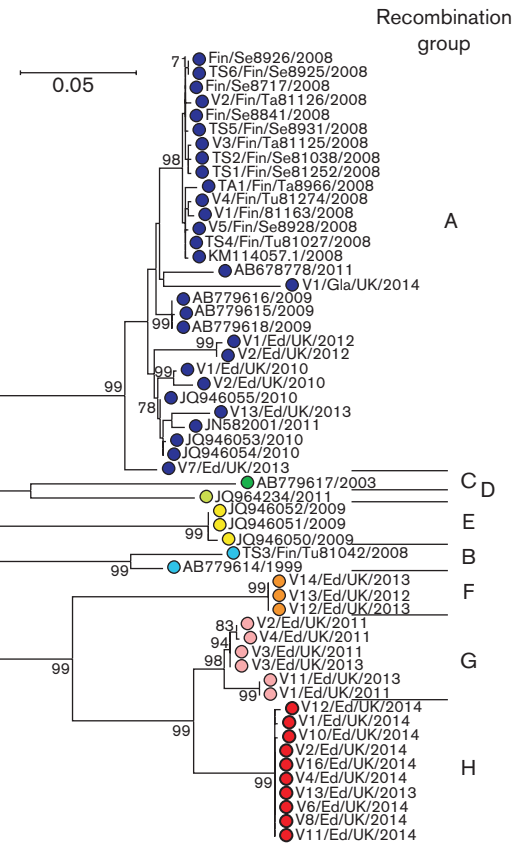 Recombination
group
0.05
71
Fin/Se8926/2008
TS6/Fin/Se8925/2008
Fin/Se8717/2008
V2/Fin/Ta81126/2008
Fin/Se8841/2008
TS5/Fin/Se8931/2008
V3/Fin/Ta81125/2008
98
TS2/Fin/Se81038/2008
TS1/Fin/Se81252/2008
TA1/Fin/Ta8966/2008
V4/Fin/Tu81274/2008
V1/Fin/81163/2008
A
V5/Fin/Se8928/2008
TS4/Fin/Tu81027/2008
KM114057.1/2008
AB678778/2011
V1/Gla/UK/2014
AB779616/2009
AB779615/2009
99
AB779618/2009
99
V1/Ed/UK/2012
V2/Ed/UK/2012
99
V1/Ed/UK/2010
99
V2/Ed/UK/2010
JQ946055/2010
78
V13/Ed/UK/2013
JN582001/2011
JQ946053/2010
JQ946054/2010
V7/Ed/UK/2013
AB779617/2003
C
D
JQ964234/2011
JQ946052/2009
JQ946051/2009
E
99
JQ946050/2009
TS3/Fin/Tu81042/2008
B
99
AB779614/1999
V14/Ed/UK/2013
99
V13/Ed/UK/2012
F
V12/Ed/UK/2013
83
V2/Ed/UK/2011
94
V4/Ed/UK/2011
V3/Ed/UK/2011
98
V3/Ed/UK/2013
G
99
V11/Ed/UK/2013
99
V1/Ed/UK/2011
V12/Ed/UK/2014
V1/Ed/UK/2014
99
V10/Ed/UK/2014
V2/Ed/UK/2014
V16/Ed/UK/2014
H
99
V4/Ed/UK/2014
V13/Ed/UK/2013
V6/Ed/UK/2014
V8/Ed/UK/2014
V11/Ed/UK/2014